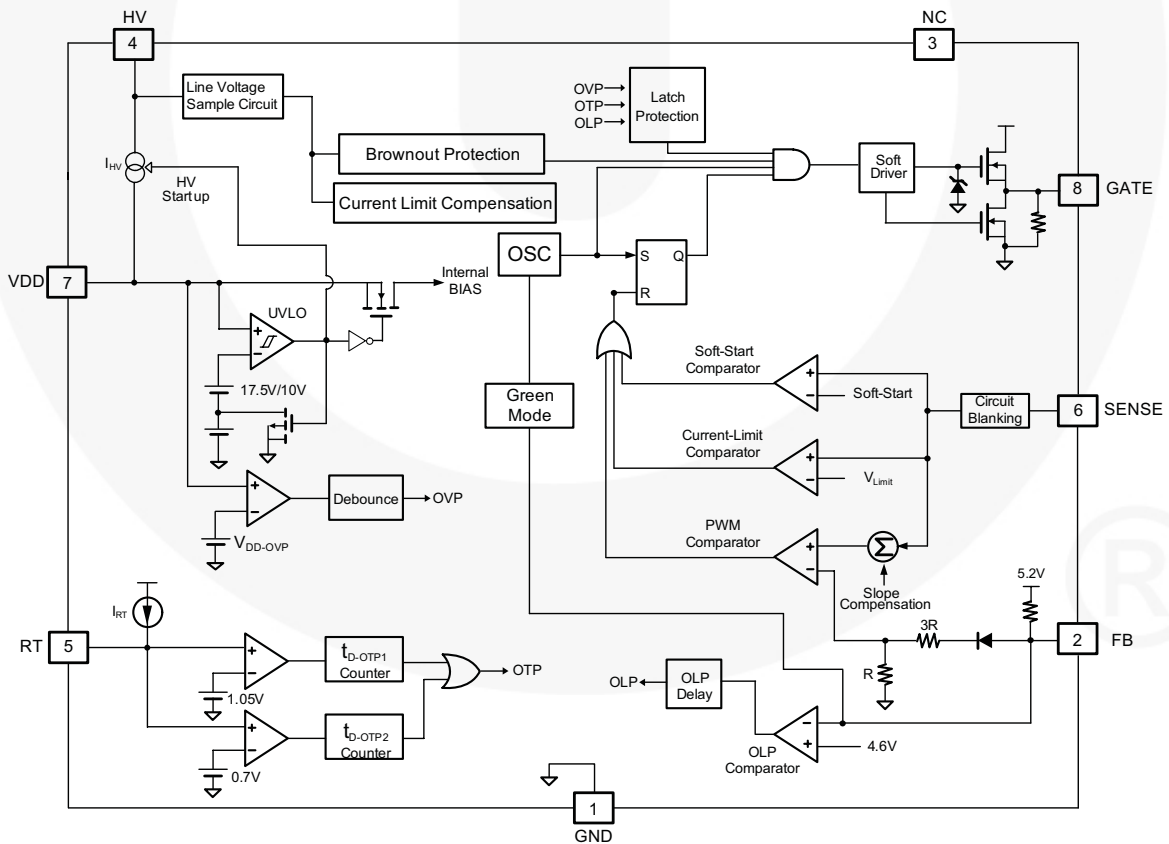 HV
4
NC
3
Line Voltage
Sample Circuit
OVP
OTP
OLP
Latch
Protection
I_HV
HV
Startup
Brownout Protection
Current Limit Compensation
Soft
Driver
8
GATE
OSC
S
Q
R
VDD
7
Internal
BIAS
UVLO
+
−
17.5V/10V
Green
Mode
Soft-Start
Comparator
+
−
Soft-Start
Circuit
Blanking
6
SENSE
Current-Limit
Comparator
+
−
V_Limit
+
−
Debounce
OVP
V_DD-OVP
PWM
Comparator
+
−
Σ
Slope
Compensation
5.2V
I_RT
RT
5
3R
2
FB
R
+
−
t_D-OTP1
Counter
OTP
1.05V
OLP
OLP
Delay
+
−
t_D-OTP2
Counter
0.7V
−
+
4.6V
OLP
Comparator
1
GND
®